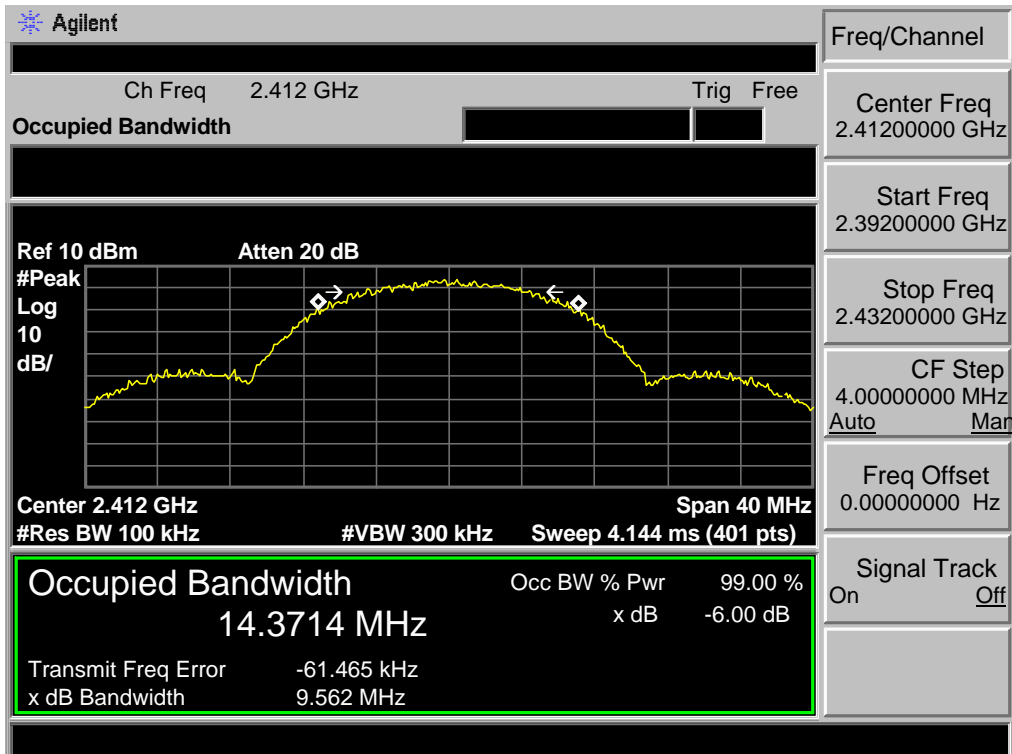 Agilent
Freq/Channel
Ch Freq 2.412 GHz Trig Free
Occupied Bandwidth
Center Freq
2.41200000 GHz
Start Freq
2.39200000 GHz
Stop Freq
2.43200000 GHz
CF Step
4.00000000 MHz
Auto Man
Freq Offset
0.00000000 Hz
Signal Track
On Off
Ref 10 dBm Atten 20 dB
#Peak
Log
10
dB/
Center 2.412 GHz Span 40 MHz
#Res BW 100 kHz #VBW 300 kHz Sweep 4.144 ms (401 pts)
Occupied Bandwidth Occ BW % Pwr 99.00 %
14.3714 MHz x dB -6.00 dB
Transmit Freq Error -61.465 kHz
x dB Bandwidth 9.562 MHz